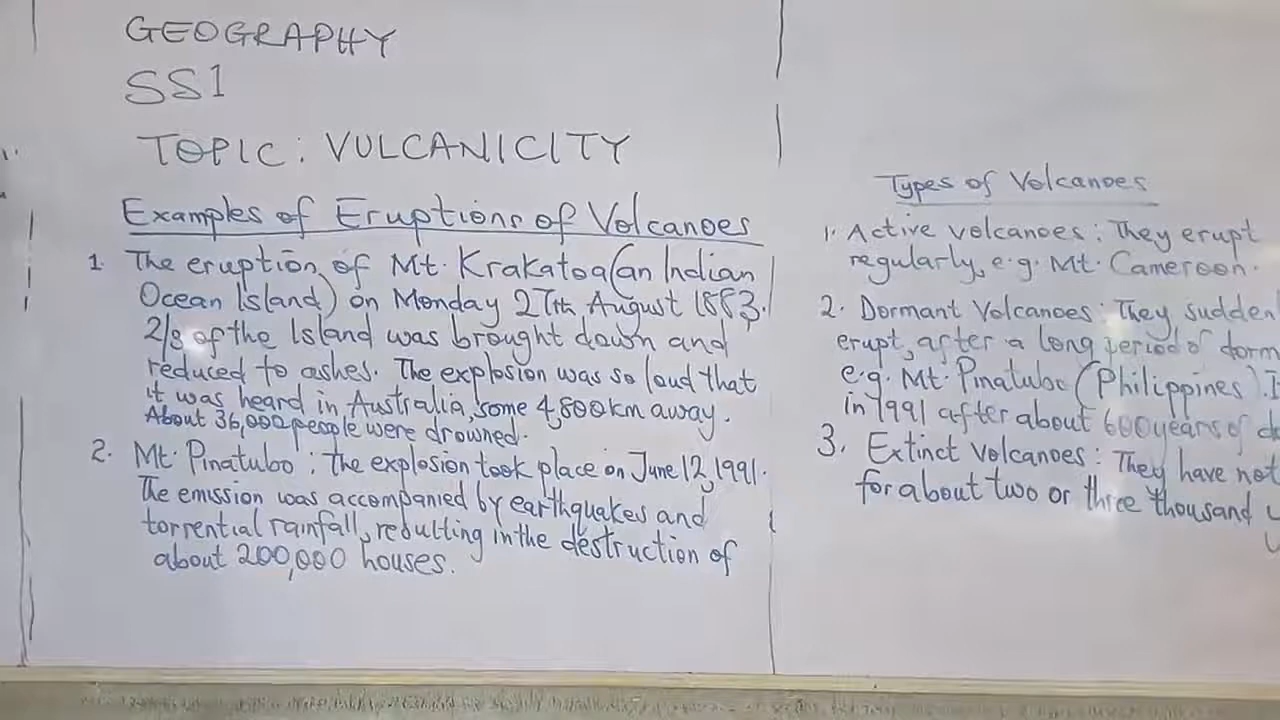 GEOGRAPHY
SS1
TOPIC: VULCANICITY
Examples of Eruptions of Volcanoes
1. The eruption of Mt. Krakatoa (an Indian
Ocean Island) on Monday 27th August 1883.
2/3 of the Island was brought down and
reduced to ashes. The explosion was so loud that
it was heard in Australia, some 4,800km away.
About 36,000 people were drowned.
2. Mt. Pinatubo: The explosion took place on June 12, 1991.
The emission was accompanied by earthquakes and
torrential rainfall, resulting in the destruction of
about 200,000 houses.
Types of Volcanoes
1. Active volcanoes: They erupt
regularly, e.g. Mt. Cameroon.
2. Dormant Volcanoes: They sudden
erupt, after a long period of dorm
e.g. Mt. Pinatubo (Philippines). I
in 1991 after about 600 years of d
3. Extinct Volcanoes: They have not
for about two or three thousand y